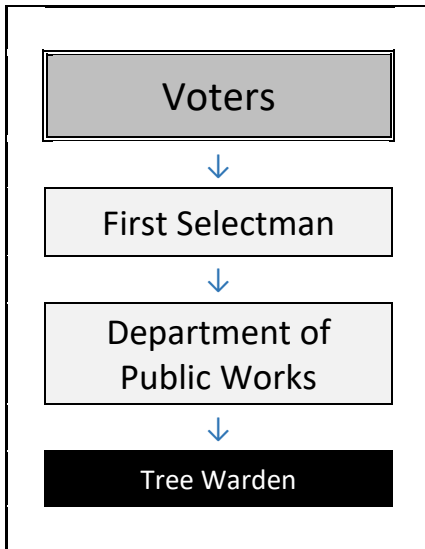 Voters
↓
First Selectman
↓
Department of
Public Works
↓
Tree Warden